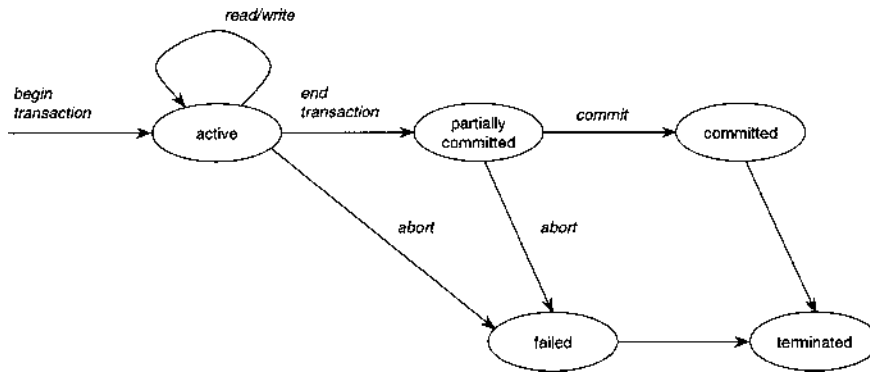 read/write
begin
transaction
end
transaction
active
partially
committed
commit
committed
abort
abort
failed
terminated